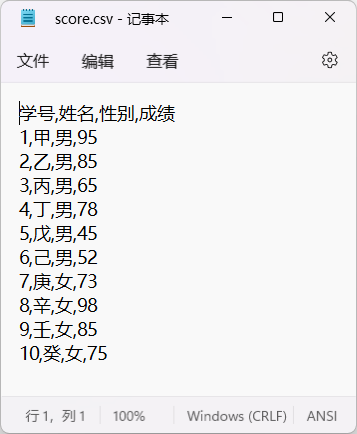 score.csv - 记事本
文件 编辑 查看
学号,姓名,性别,成绩
1,甲,男,95
2,乙,男,85
3,丙,男,65
4,丁,男,78
5,戊,男,45
6,己,男,52
7,庚,女,73
8,辛,女,98
9,壬,女,85
10,癸,女,75
行 1，列 1 100% Windows (CRLF) ANSI